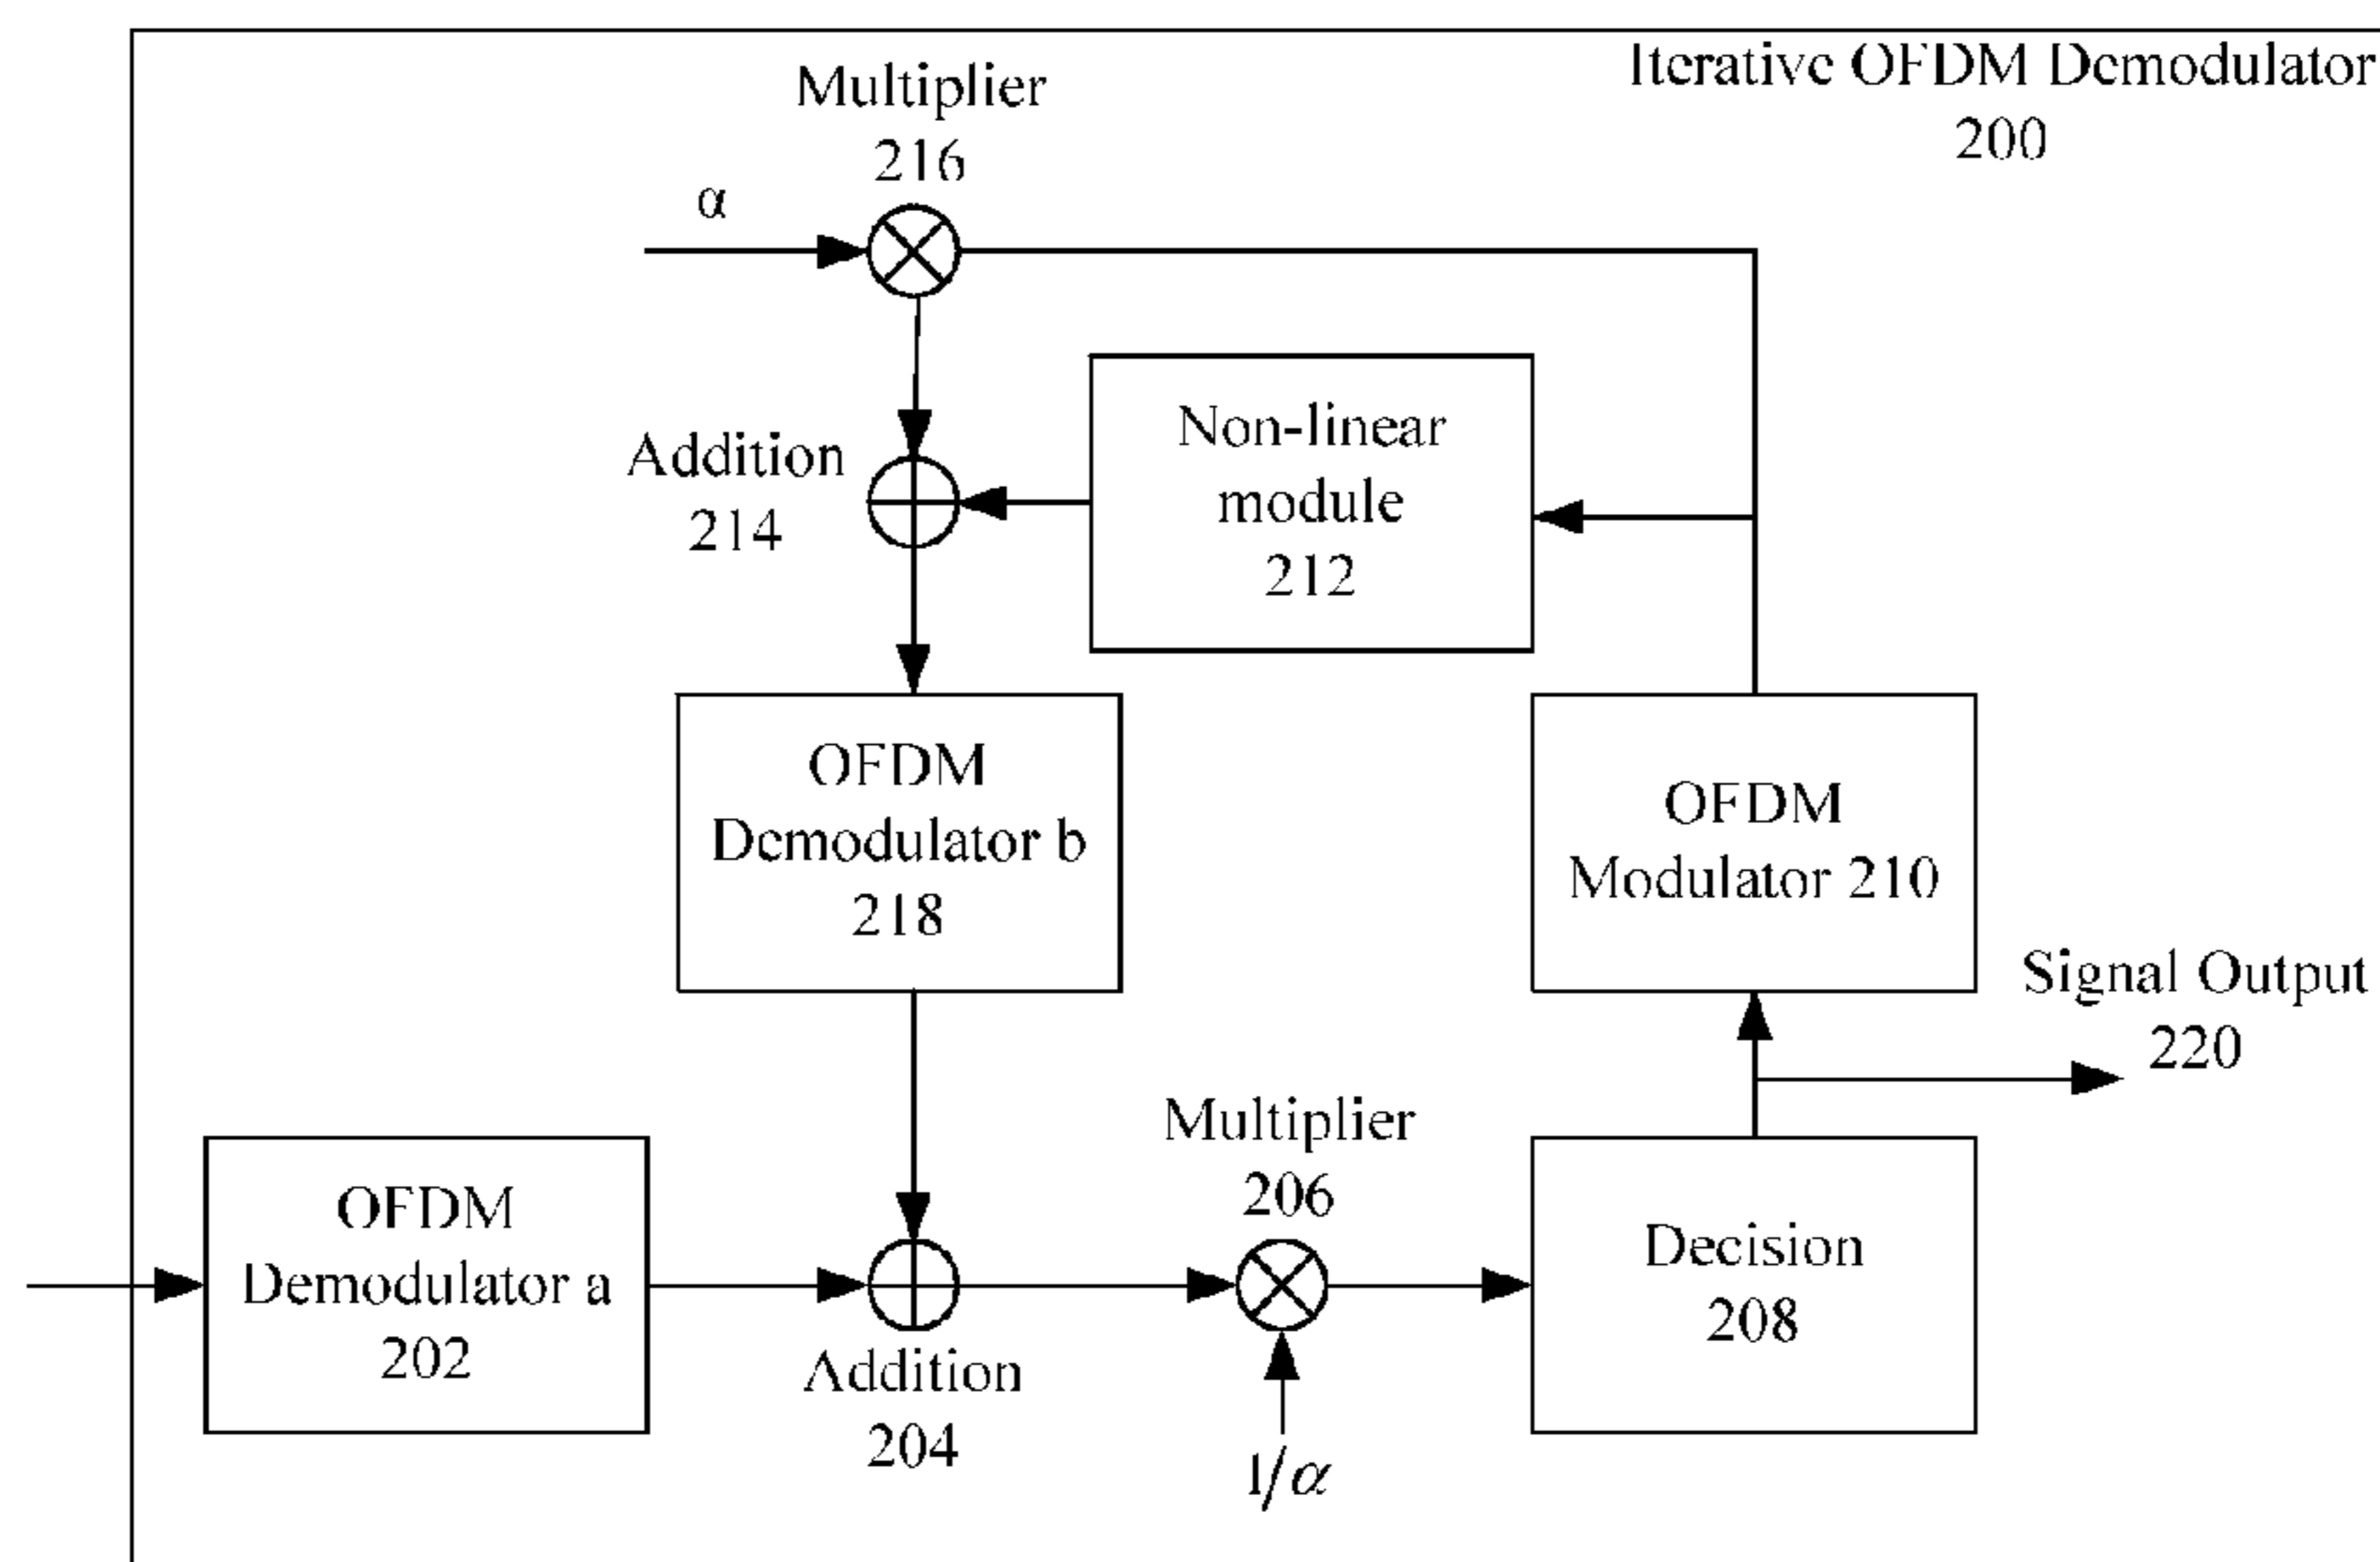 Iterative OFDM Demodulator
200
Multiplier
216
α
Non-linear
module
212
Addition
214
OFDM
Demodulator b
218
OFDM
Modulator 210
Signal Output
220
Multiplier
206
OFDM
Demodulator a
202
Decision
208
Addition
204
1/α